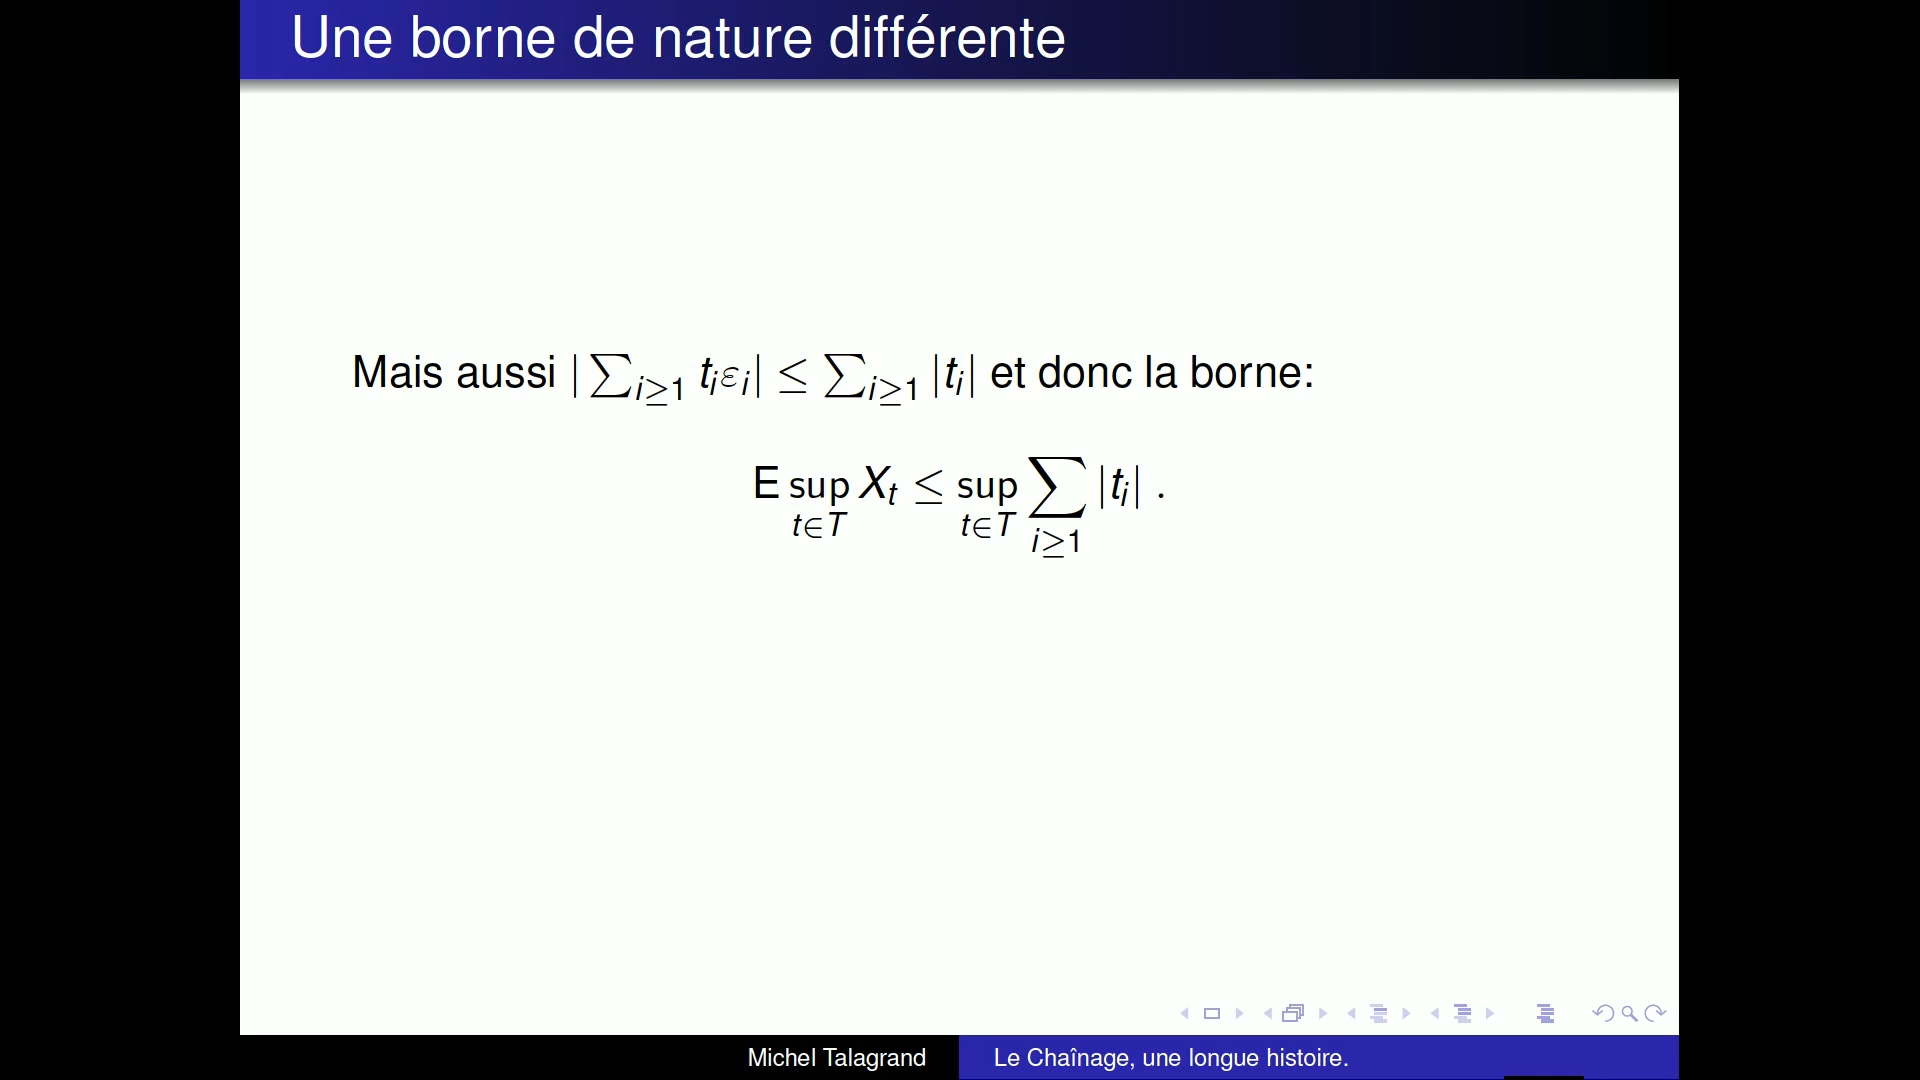 Une borne de nature différente
Mais aussi |∑_{i≥1} t_i ε_i| ≤ ∑_{i≥1} |t_i| et donc la borne:
E sup_{t∈T} X_t ≤ sup_{t∈T} ∑_{i≥1} |t_i| .
Michel Talagrand
Le Chaînage, une longue histoire.